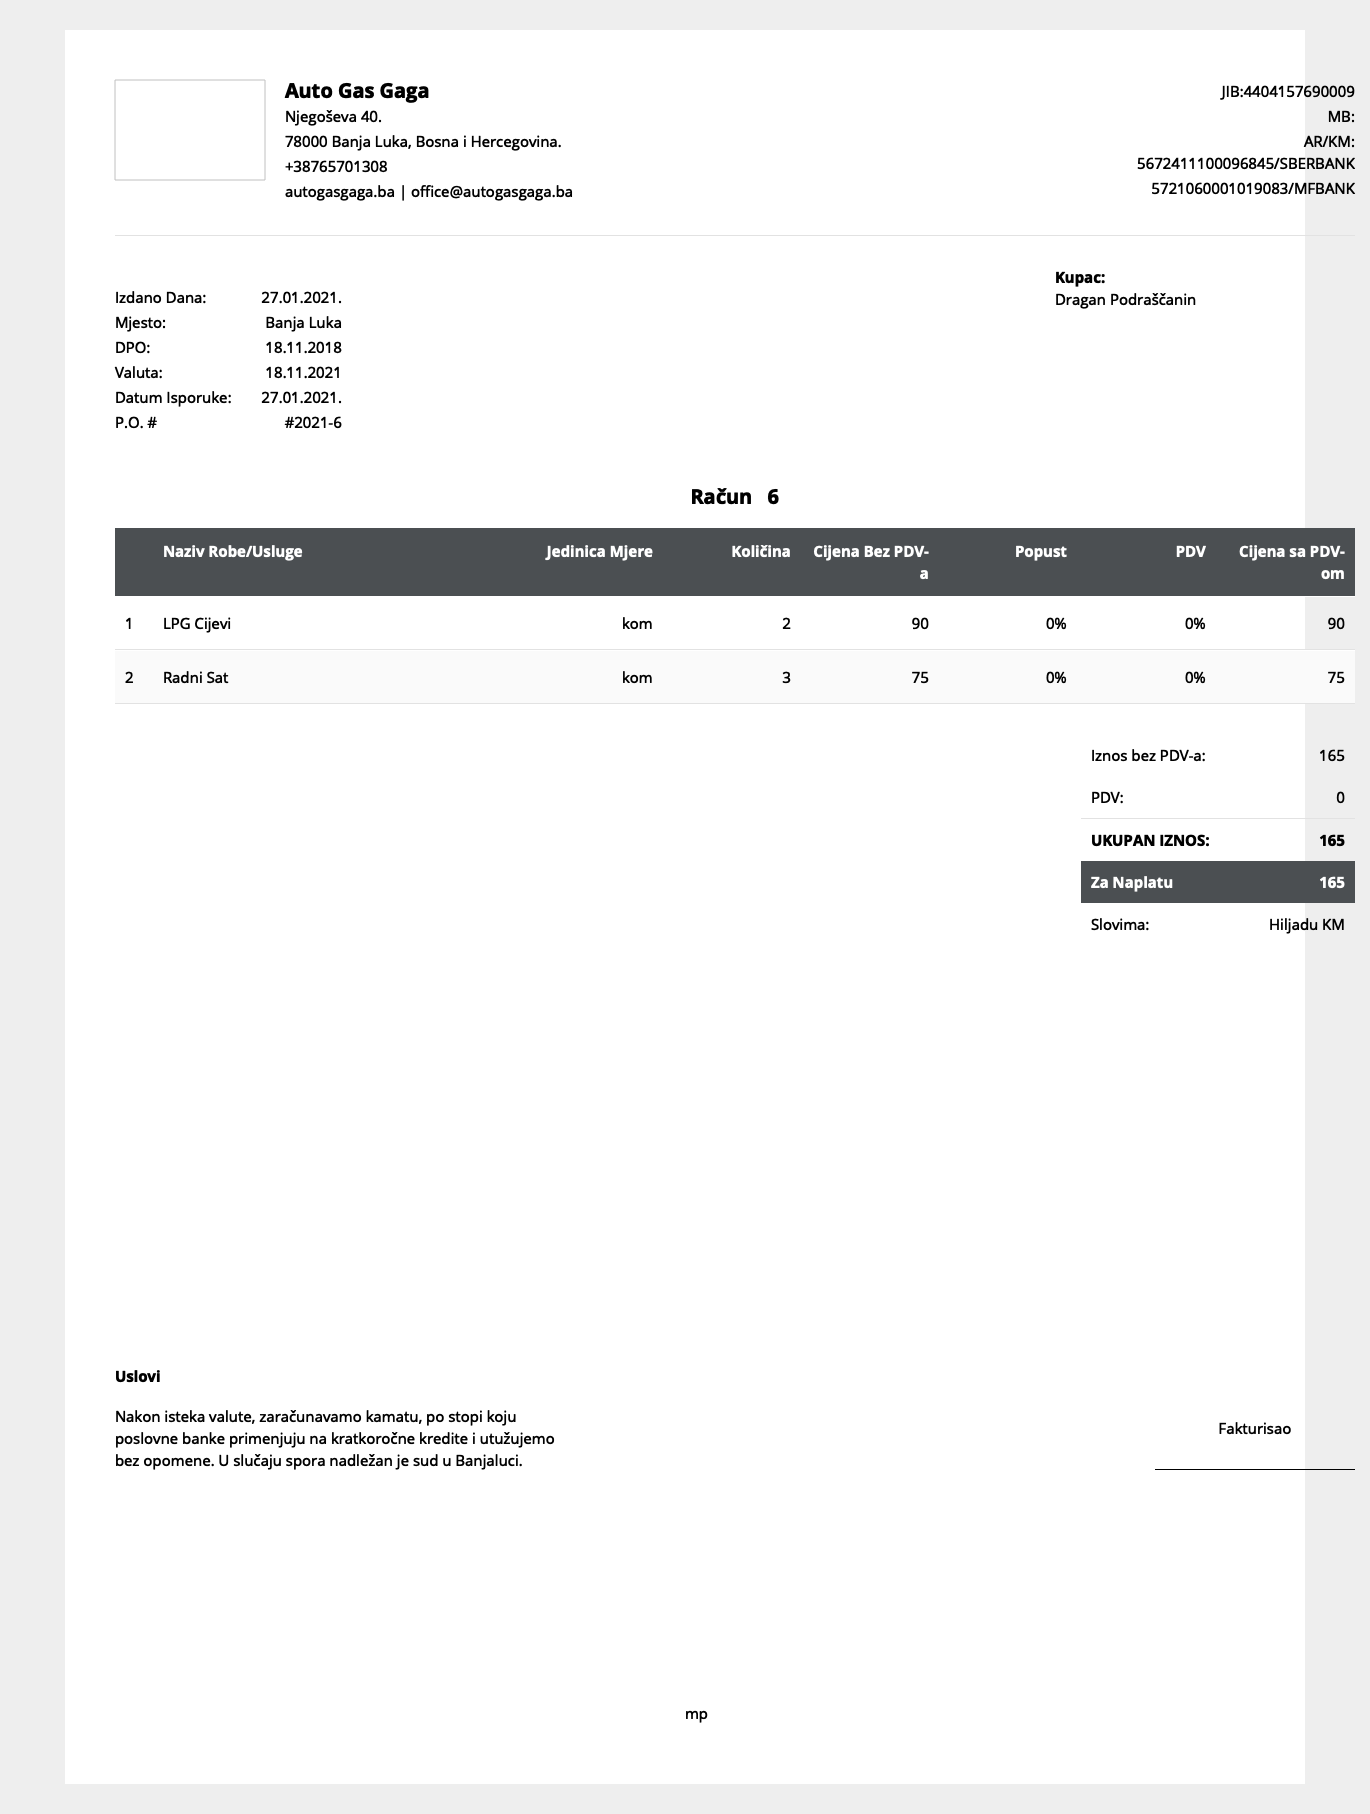 Auto Gas Gaga
Njegoševa 40.
78000 Banja Luka, Bosna i Hercegovina.
+38765701308
autogasgaga.ba | office@autogasgaga.ba
JIB:4404157690009
MB:
AR/KM:
5672411100096845/SBERBANK
5721060001019083/MFBANK
Izdano Dana: 27.01.2021.
Mjesto: Banja Luka
DPO: 18.11.2018
Valuta: 18.11.2021
Datum Isporuke: 27.01.2021.
P.O. # #2021-6
Kupac:
Dragan Podraščanin
Račun 6
Naziv Robe/Usluge Jedinica Mjere Količina Cijena Bez PDV-a Popust PDV Cijena sa PDV-om
1 LPG Cijevi kom 2 90 0% 0% 90
2 Radni Sat kom 3 75 0% 0% 75
Iznos bez PDV-a: 165
PDV: 0
UKUPAN IZNOS: 165
Za Naplatu 165
Slovima: Hiljadu KM
Uslovi
Nakon isteka valute, zaračunavamo kamatu, po stopi koju
poslovne banke primenjuju na kratkoročne kredite i utužujemo
bez opomene. U slučaju spora nadležan je sud u Banjaluci.
Fakturisao
mp